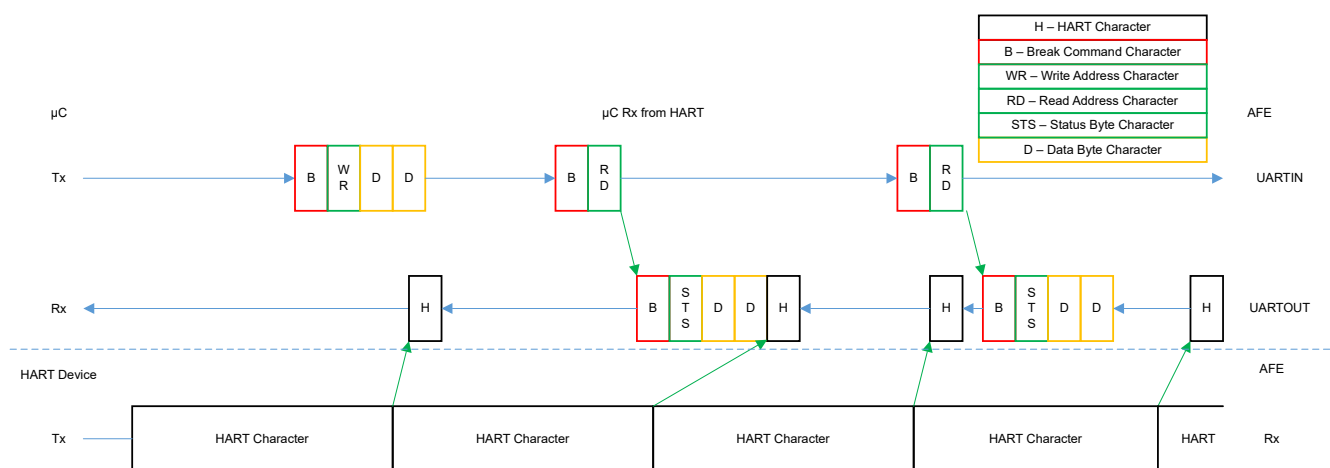 H – HART Character
B – Break Command Character
WR – Write Address Character
RD – Read Address Character
STS – Status Byte Character
D – Data Byte Character
µC
µC Rx from HART
AFE
Tx
B
W
R
D
D
B
R
D
B
R
D
UARTIN
Rx
H
B
S
T
S
D
D
H
H
B
S
T
S
D
D
H
UARTOUT
HART Device
AFE
Tx
HART Character
HART Character
HART Character
HART Character
HART
Rx